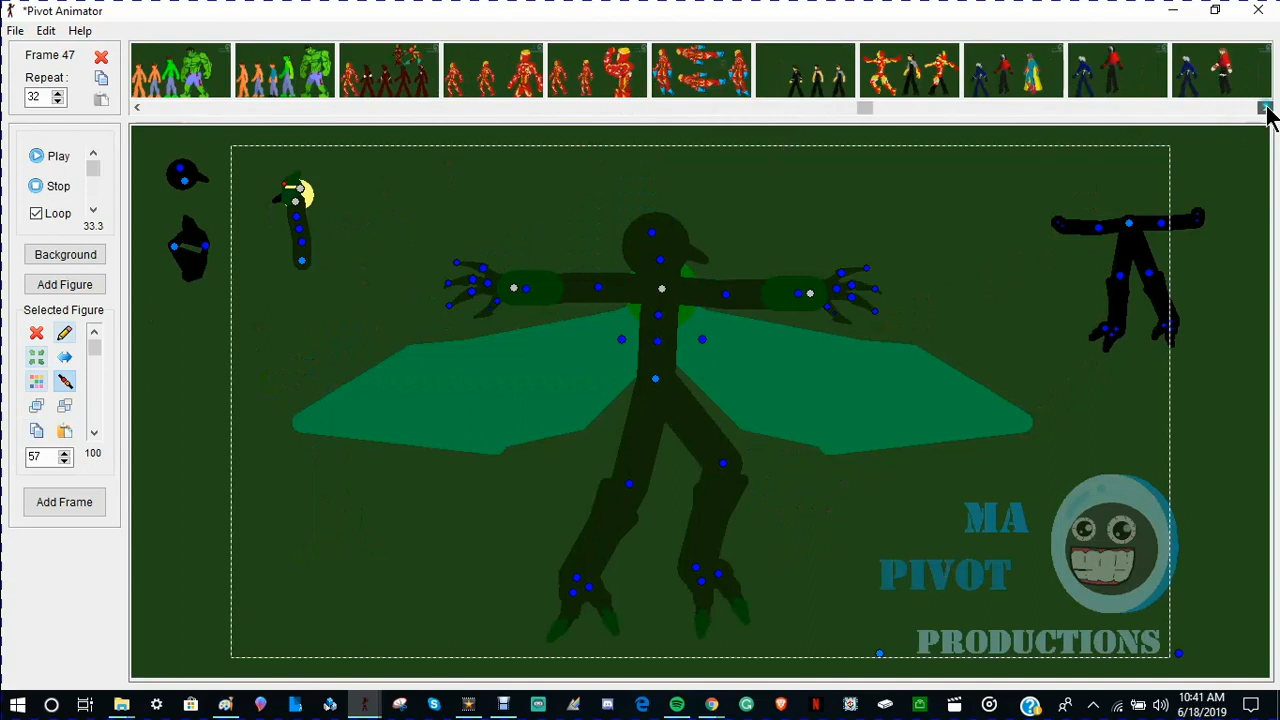 *Pivot Animator
File Edit Help
Frame 47
Repeat:
32
Play
Stop
Loop
33.3
Background
Add Figure
Selected Figure
57
100
Add Frame
MA
PIVOT
PRODUCTIONS
10:41 AM
6/18/2019